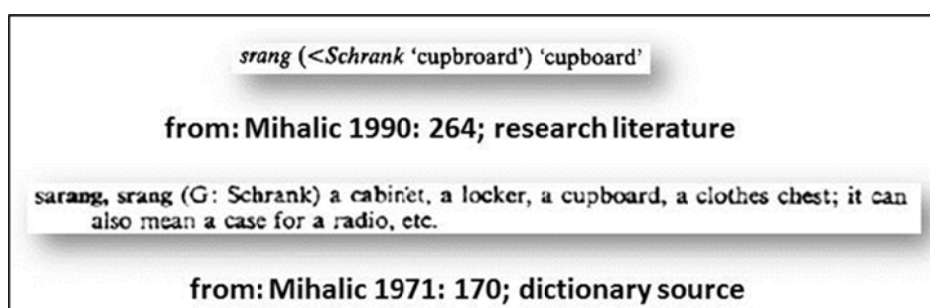 srang (<Schrank 'cupbroard') 'cupboard'
from: Mihalic 1990: 264; research literature
sarang, srang (G: Schrank) a cabinet, a locker, a cupboard, a clothes chest; it can
also mean a case for a radio, etc.
from: Mihalic 1971: 170; dictionary source